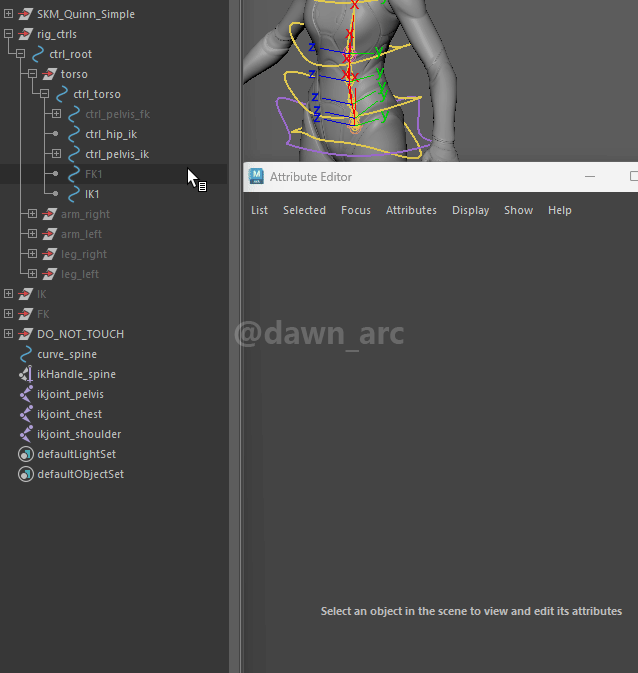 SKM_Quinn_Simple
rig_ctrls
ctrl_root
torso
ctrl_torso
ctrl_pelvis_fk
ctrl_hip_ik
ctrl_pelvis_ik
FK1
IK1
arm_right
arm_left
leg_right
leg_left
IK
FK
DO_NOT_TOUCH
curve_spine
ikHandle_spine
ikjoint_pelvis
ikjoint_chest
ikjoint_shoulder
defaultLightSet
defaultObjectSet
Attribute Editor
List Selected Focus Attributes Display Show Help
@dawn_arc
Select an object in the scene to view and edit its attributes